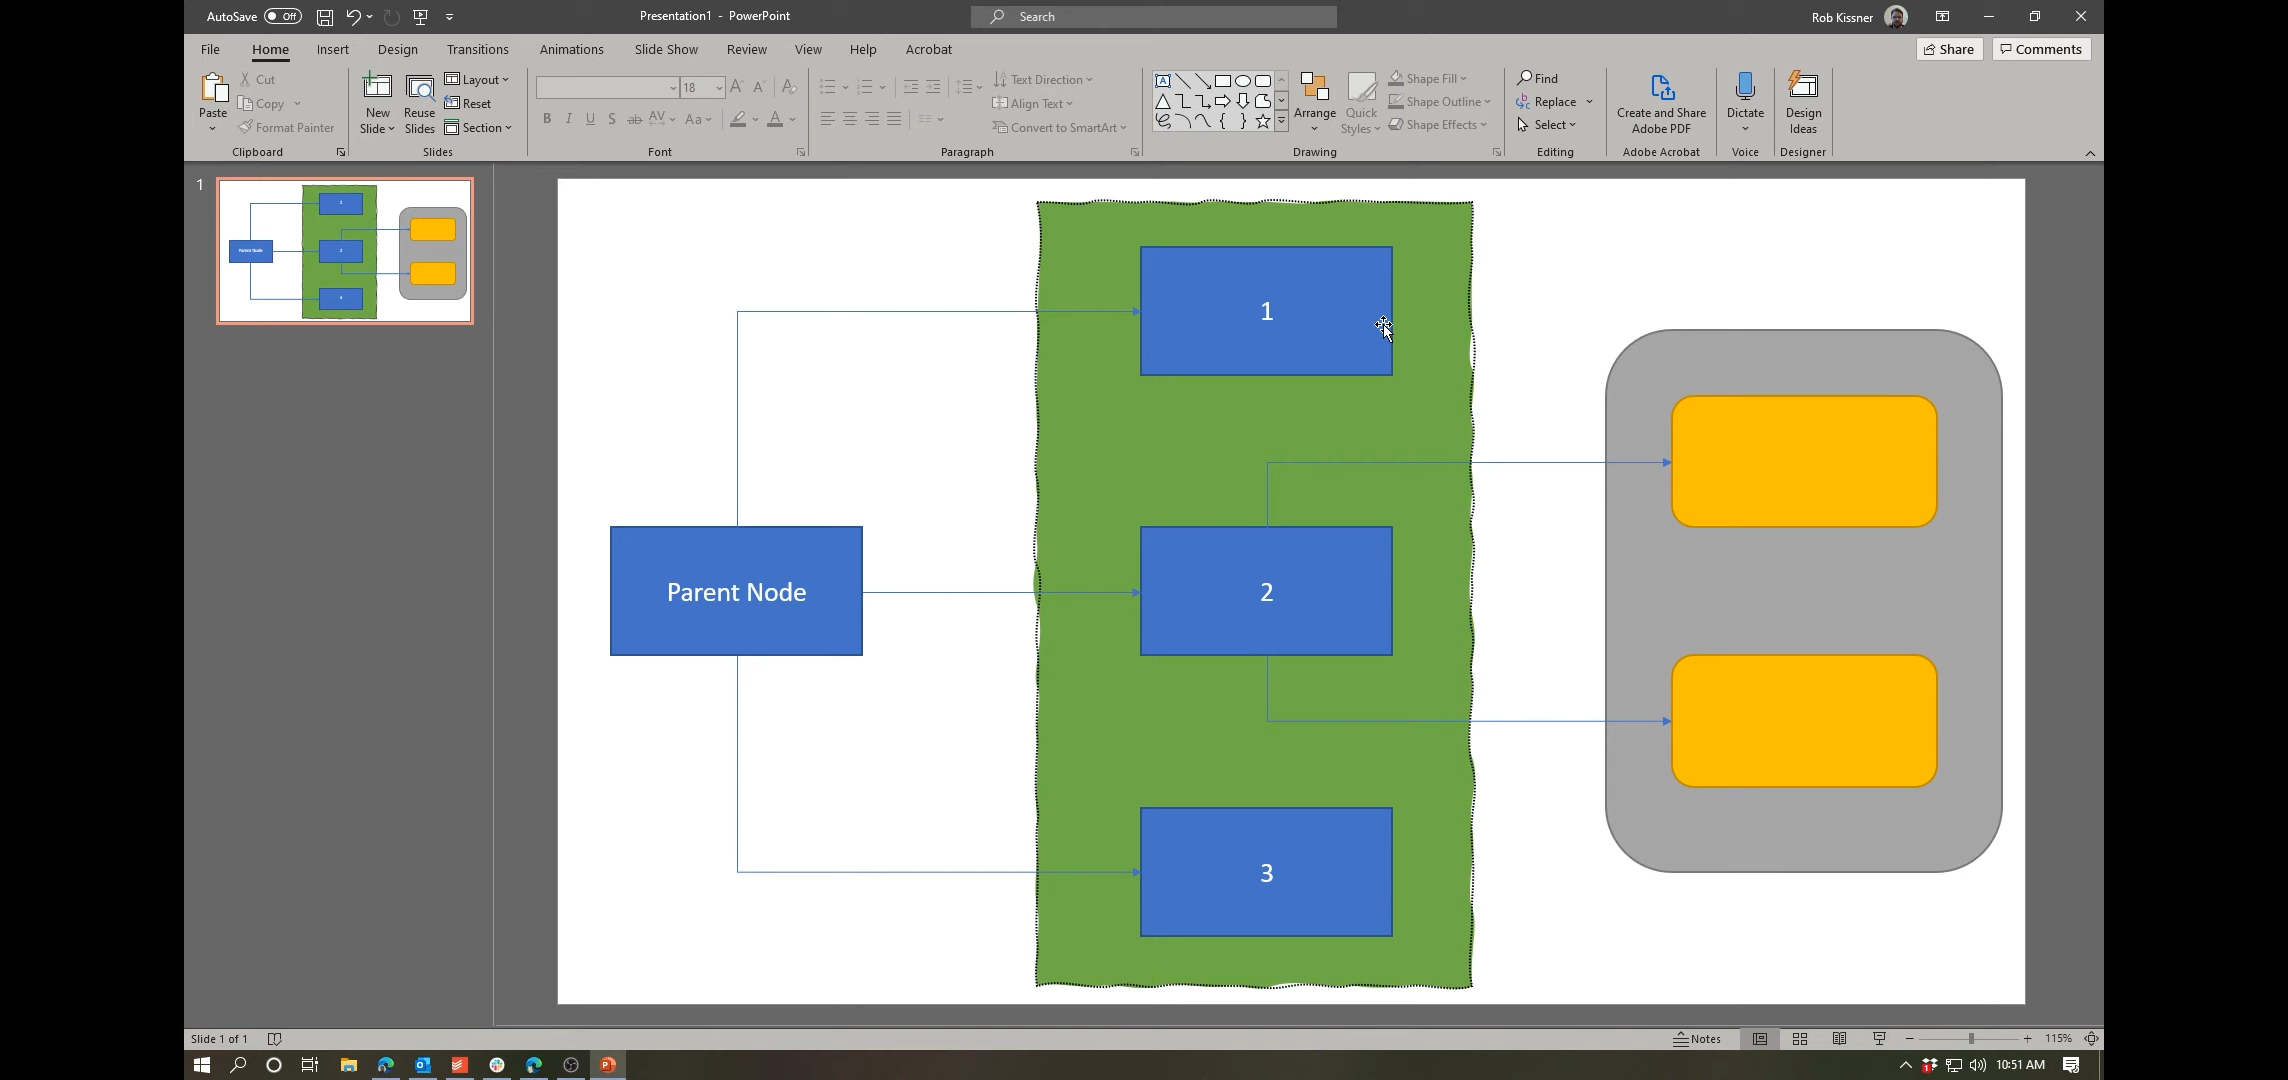 AutoSave Off
Presentation1 - PowerPoint
Search
Rob Kissner
File Home Insert Design Transitions Animations Slide Show Review View Help Acrobat
Share Comments
Paste
Cut
Copy
Format Painter
Clipboard
New Slide
Reuse Slides
Layout
Reset
Section
Slides
18
Font
Text Direction
Align Text
Convert to SmartArt
Paragraph
Arrange
Quick Styles
Shape Fill
Shape Outline
Shape Effects
Drawing
Find
Replace
Select
Editing
Create and Share Adobe PDF
Adobe Acrobat
Dictate
Voice
Design Ideas
Designer
1
Parent Node
1
2
3
Slide 1 of 1
Notes
115%
10:51 AM